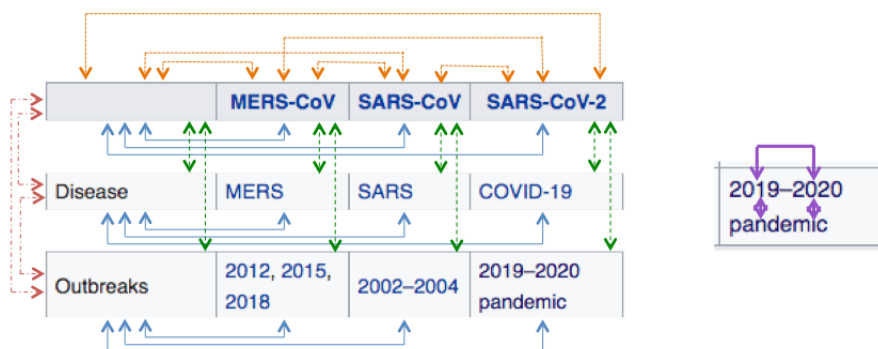 MERS-CoV SARS-CoV SARS-CoV-2
Disease MERS SARS COVID-19
Outbreaks 2012, 2015, 2018 2002–2004 2019–2020 pandemic
2019–2020
pandemic